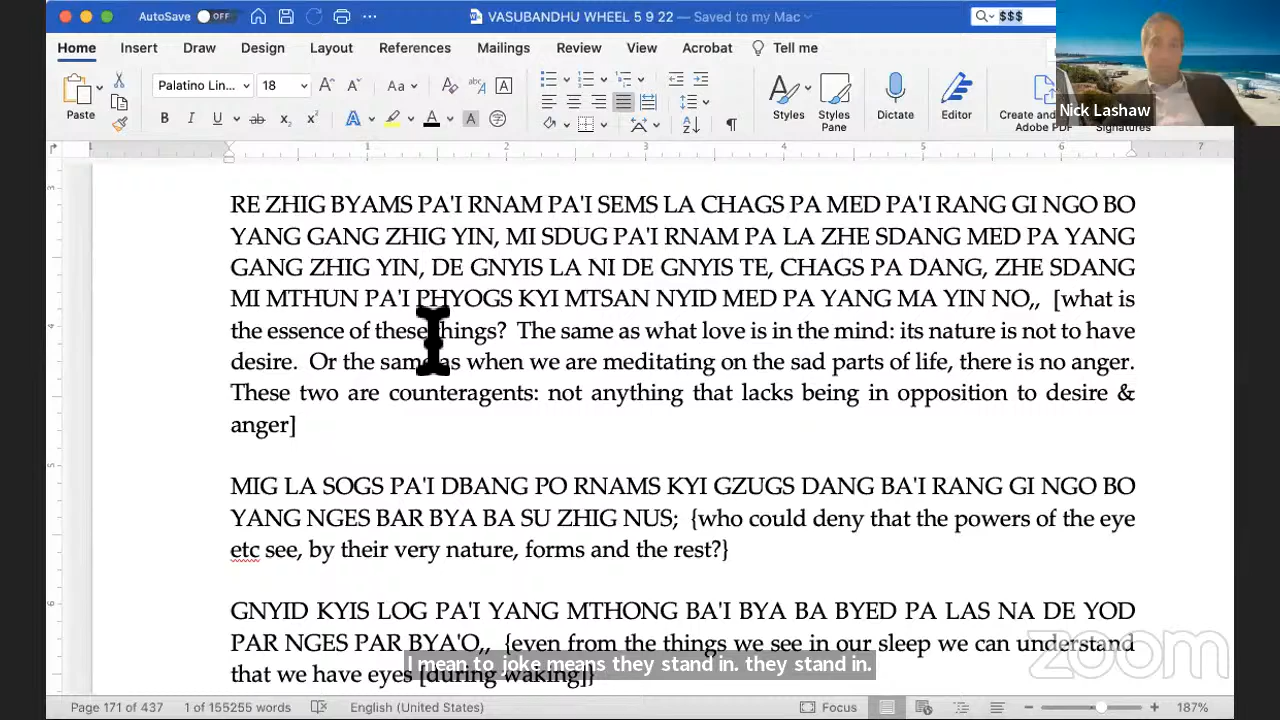 AutoSave OFF
VASUBANDHU WHEEL 5 9 22 — Saved to my Mac
$$$
Home Insert Draw Design Layout References Mailings Review View Acrobat Tell me
Paste
Palatino Lin... 18
Styles
Styles Pane
Dictate
Editor
Create and
Adobe PDF
Signatures
Nick Lashaw
1 1 2 3 4 5 6 7
RE ZHIG BYAMS PA'I RNAM PA'I SEMS LA CHAGS PA MED PA'I RANG GI NGO BO
YANG GANG ZHIG YIN, MI SDUG PA'I RNAM PA LA ZHE SDANG MED PA YANG
GANG ZHIG YIN, DE GNYIS LA NI DE GNYIS TE, CHAGS PA DANG, ZHE SDANG
MI MTHUN PA'I PHYOGS KYI MTSAN NYID MED PA YANG MA YIN NO,, [what is
the essence of these things? The same as what love is in the mind: its nature is not to have
desire. Or the same as when we are meditating on the sad parts of life, there is no anger.
These two are counteragents: not anything that lacks being in opposition to desire &
anger]
MIG LA SOGS PA'I DBANG PO RNAMS KYI GZUGS DANG BA'I RANG GI NGO BO
YANG NGES BAR BYA BA SU ZHIG NUS; {who could deny that the powers of the eye
etc see, by their very nature, forms and the rest?}
GNYID KYIS LOG PA'I YANG MTHONG BA'I BYA BA BYED PA LAS NA DE YOD
PAR NGES PAR BYA'O,, {even from the things we see in our sleep we can understand
that we have eyes [during waking]}
I mean to joke means they stand in. they stand in.
zoom
Page 171 of 437 1 of 155255 words English (United States) Focus 187%